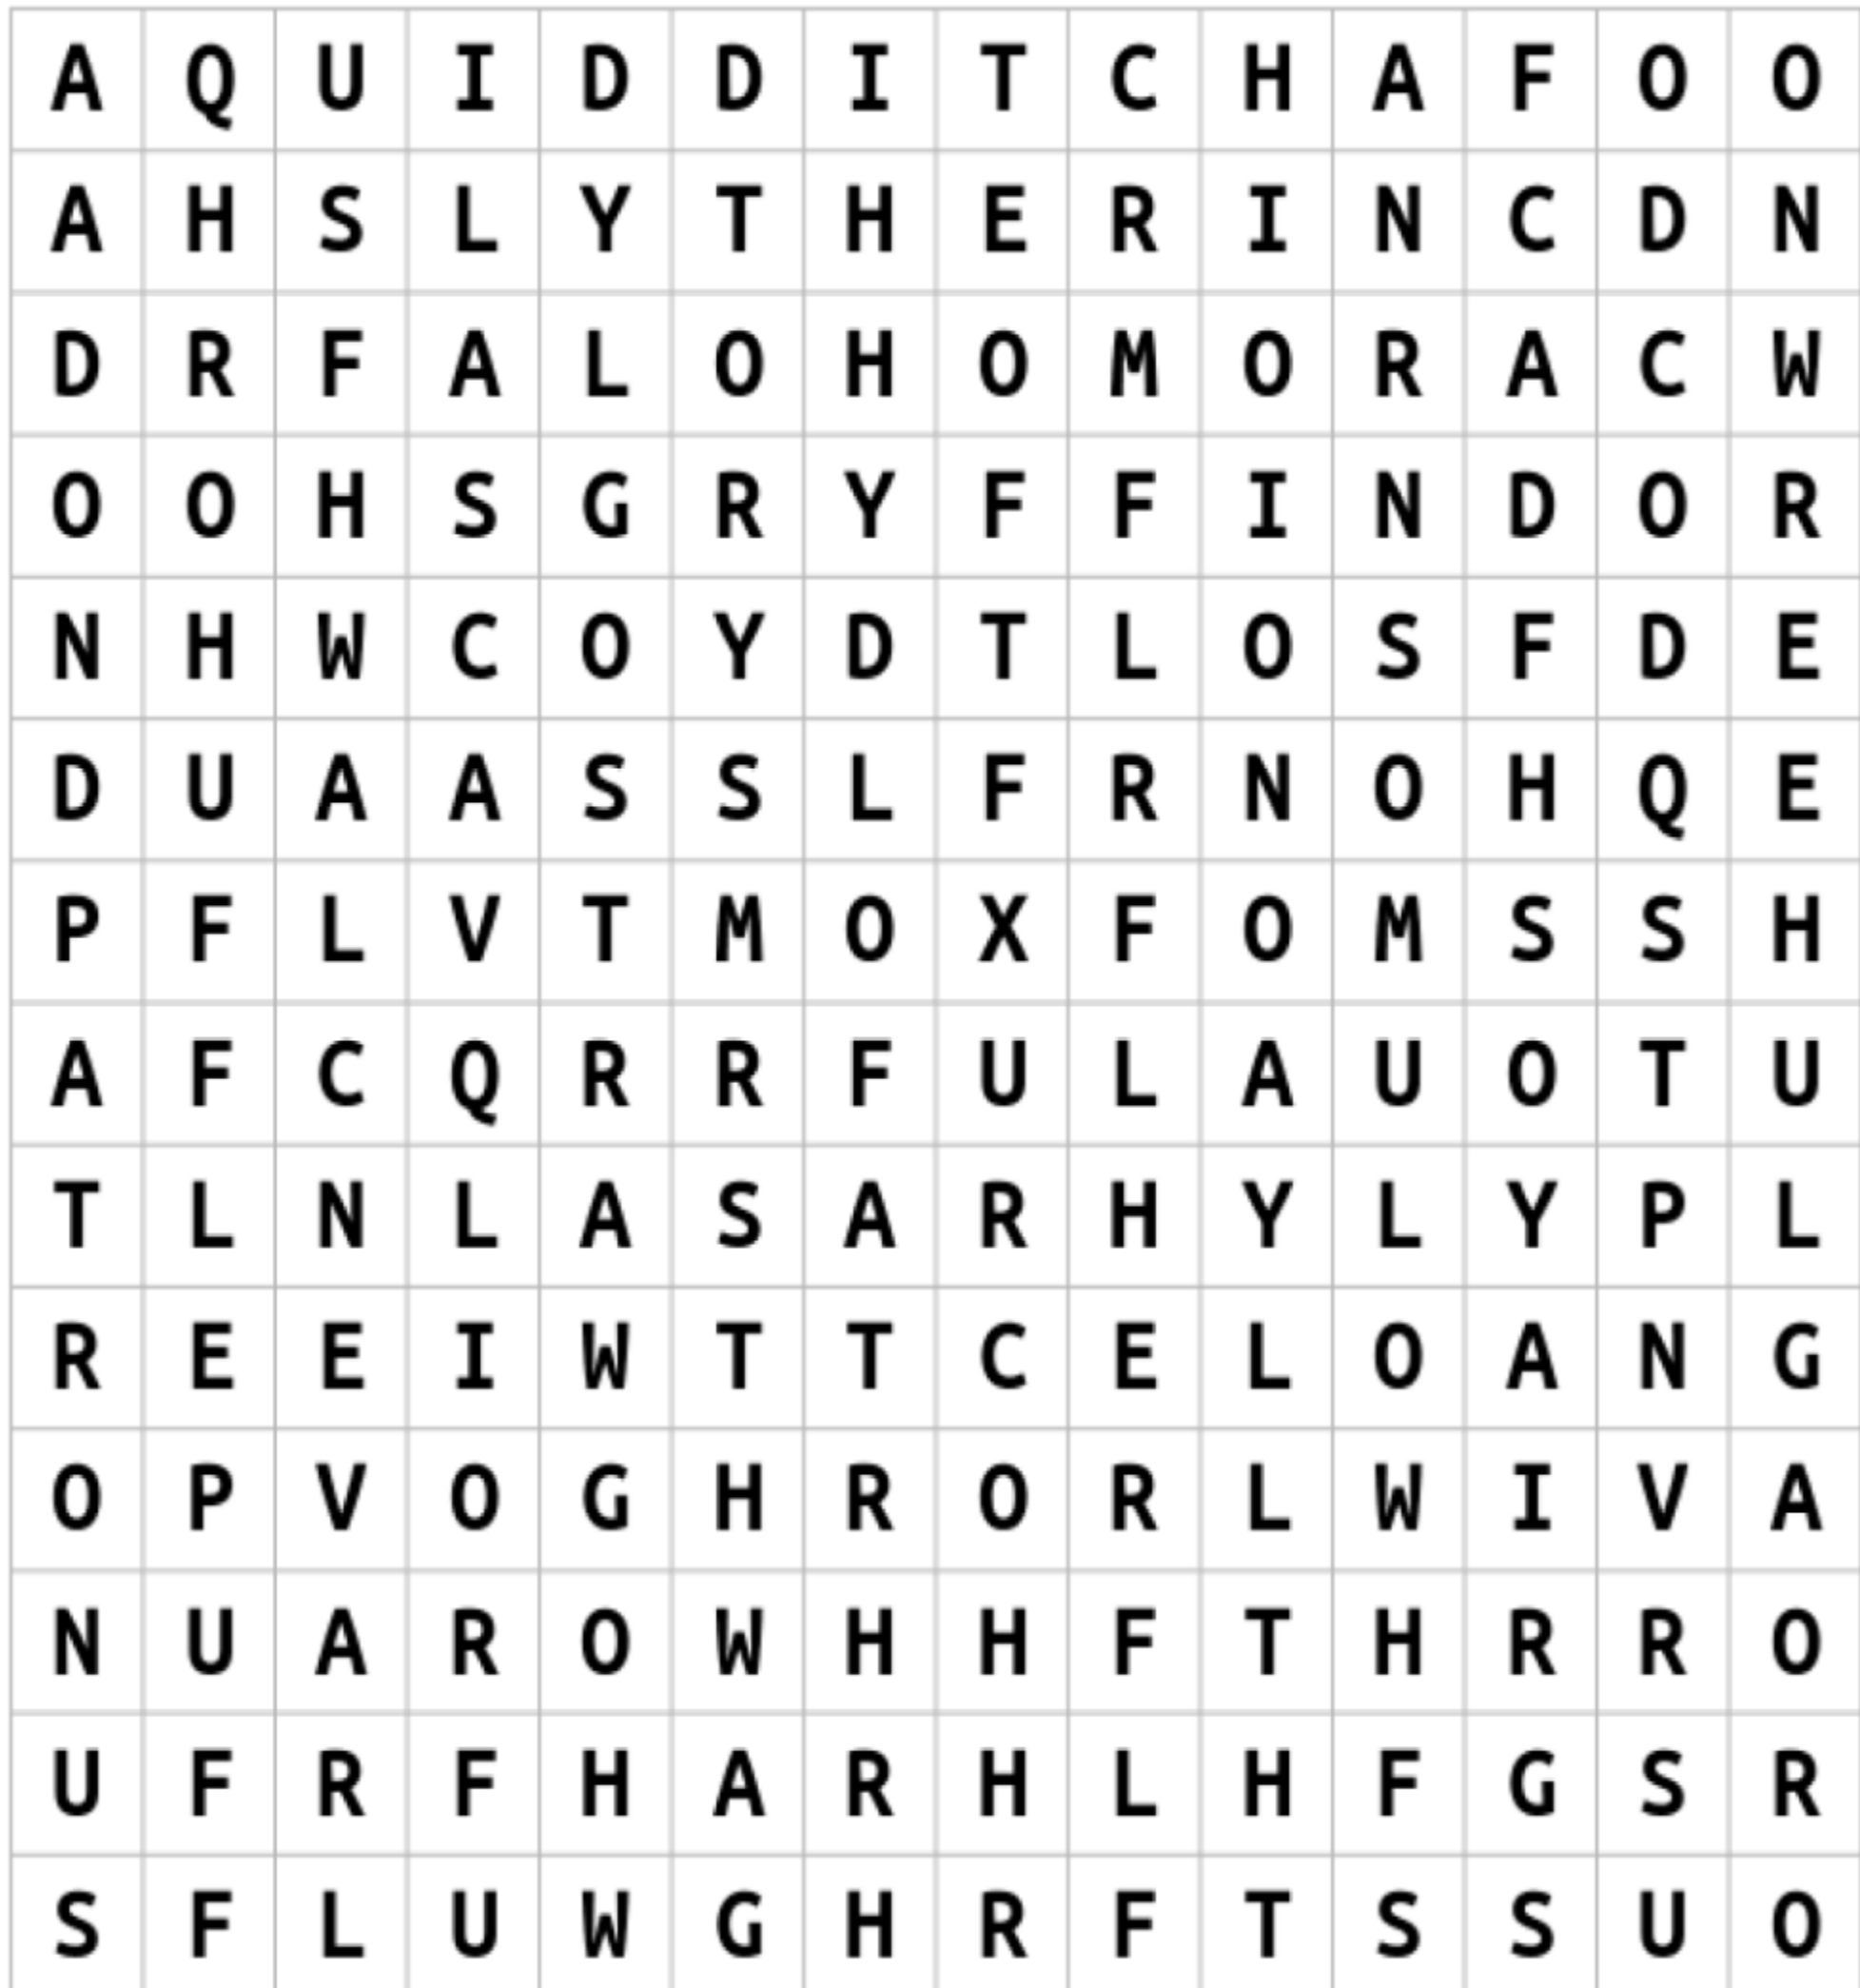 A Q U I D D I T C H A F O O
A H S L Y T H E R I N C D N
D R F A L O H O M O R A C W
O O H S G R Y F F I N D O R
N H W C O Y D T L O S F D E
D U A A S S L F R N O H Q E
P F L V T M O X F O M S S H
A F C Q R R F U L A U O T U
T L N L A S A R H Y L Y P L
R E E I W T T C E L O A N G
O P V O G H R O R L W I V A
N U A R O W H H F T H R R O
U F R F H A R H L H F G S R
S F L U W G H R F T S S U O